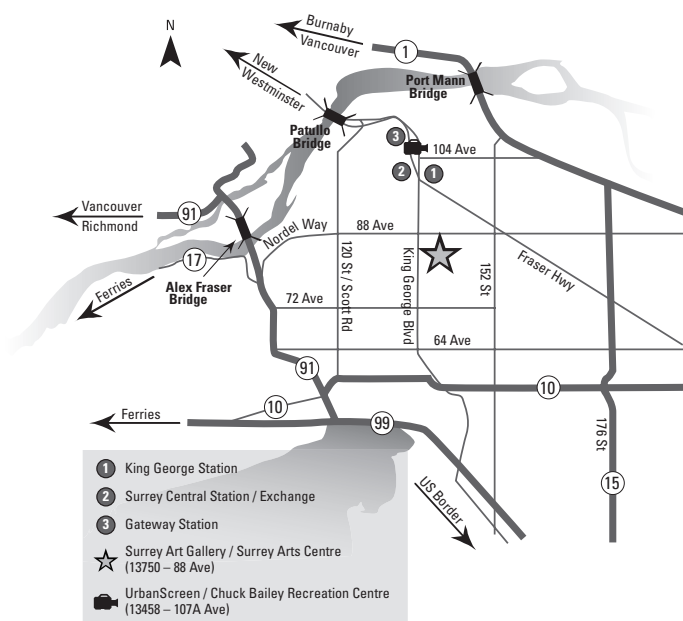 N
Burnaby
Vancouver
1
New
Westminster
Port Mann
Bridge
Patullo
Bridge
3
104 Ave
2
1
Vancouver
Richmond
91
Nordel Way
88 Ave
17
Ferries
Alex Fraser
Bridge
120 St / Scott Rd
King George Blvd
152 St
Fraser Hwy
72 Ave
64 Ave
91
10
10
Ferries
99
176 St
15
US Border
1 King George Station
2 Surrey Central Station / Exchange
3 Gateway Station
Surrey Art Gallery / Surrey Arts Centre
(13750 – 88 Ave)
UrbanScreen / Chuck Bailey Recreation Centre
(13458 – 107A Ave)